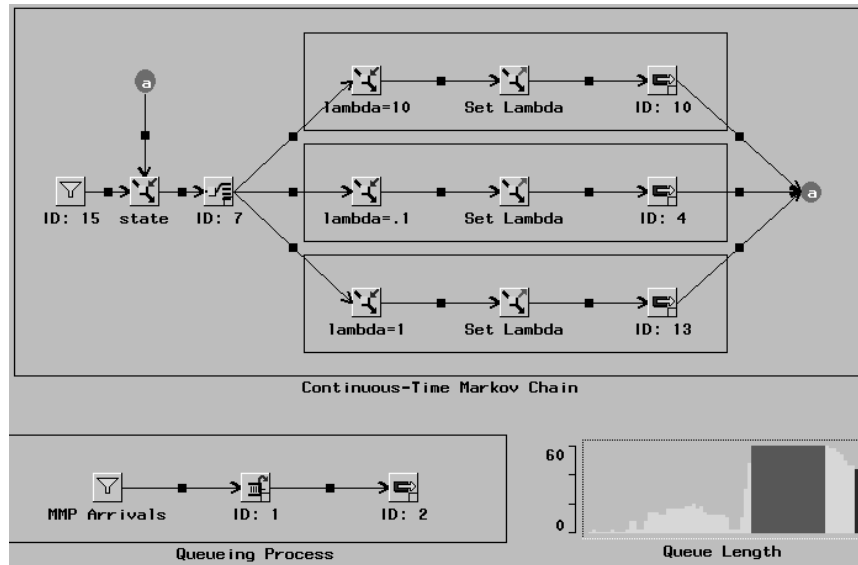 a
lambda=10 Set Lambda ID: 10
ID: 15 state ID: 7
lambda=.1 Set Lambda ID: 4
a
lambda=1 Set Lambda ID: 13
Continuous-Time Markov Chain
MMP Arrivals ID: 1 ID: 2
Queueing Process
60
0
Queue Length